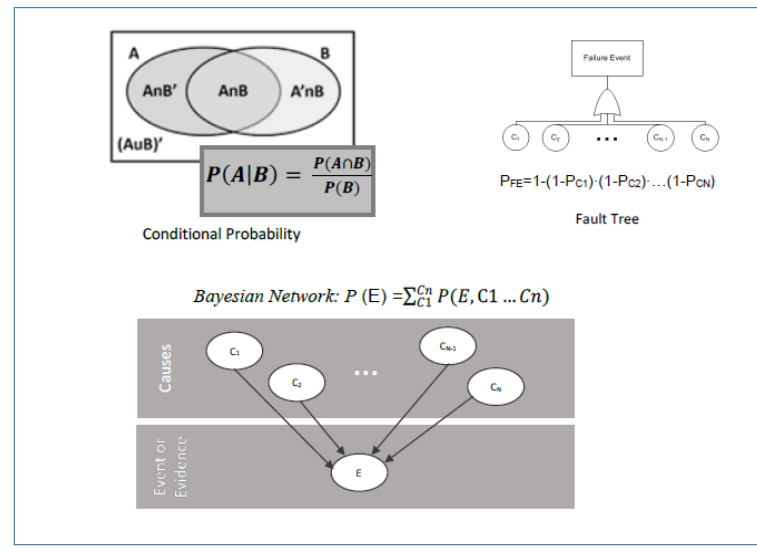 A
B
AnB'
AnB
A'nB
(AuB)'
P(A|B) = P(A∩B) / P(B)
Conditional Probability
Failure Event
C1 C2 ... CN-1 CN
PFE=1-(1-PC1)·(1-PC2)·...(1-PCN)
Fault Tree
Bayesian Network: P (E) =∑C1Cn P(E, C1 ... Cn)
Causes
C1
C2
...
CN-1
CN
Event or
Evidence
E